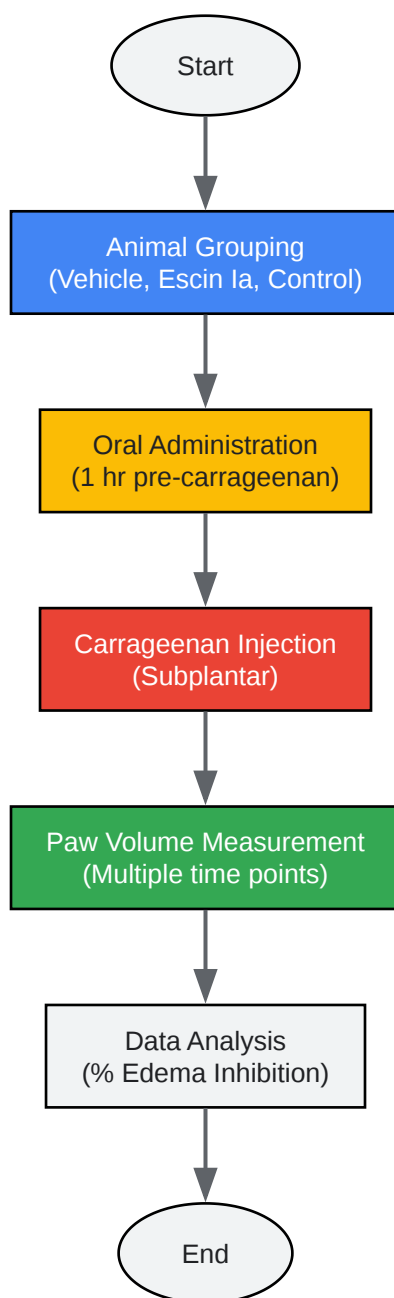 Start
Animal Grouping
(Vehicle, Escin Ia, Control)
Oral Administration
(1 hr pre-carrageenan)
Carrageenan Injection
(Subplantar)
Paw Volume Measurement
(Multiple time points)
Data Analysis
(% Edema Inhibition)
End